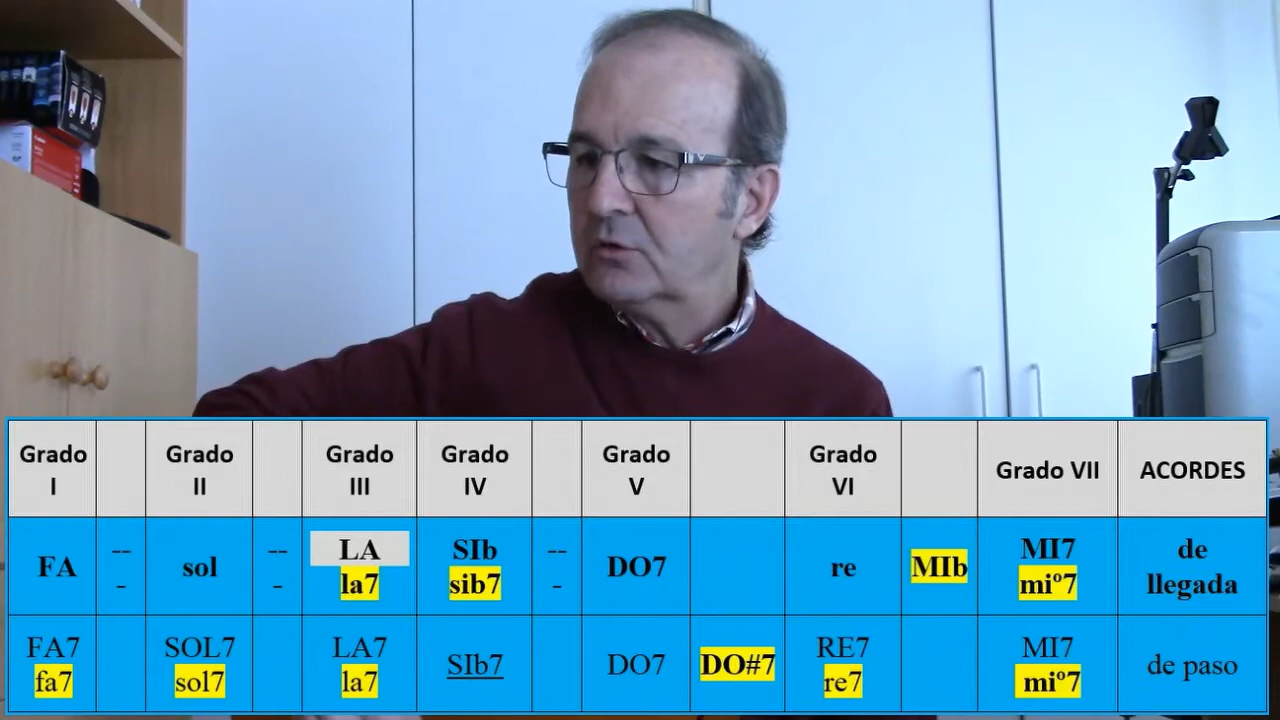 Grado I Grado II Grado III Grado IV Grado V Grado VI Grado VII ACORDES
FA --- sol --- LA la7 SIb sib7 --- DO7 re MIb MI7 miº7 de llegada
FA7 fa7 SOL7 sol7 LA7 la7 SIb7 DO7 DO#7 RE7 re7 MI7 miº7 de paso